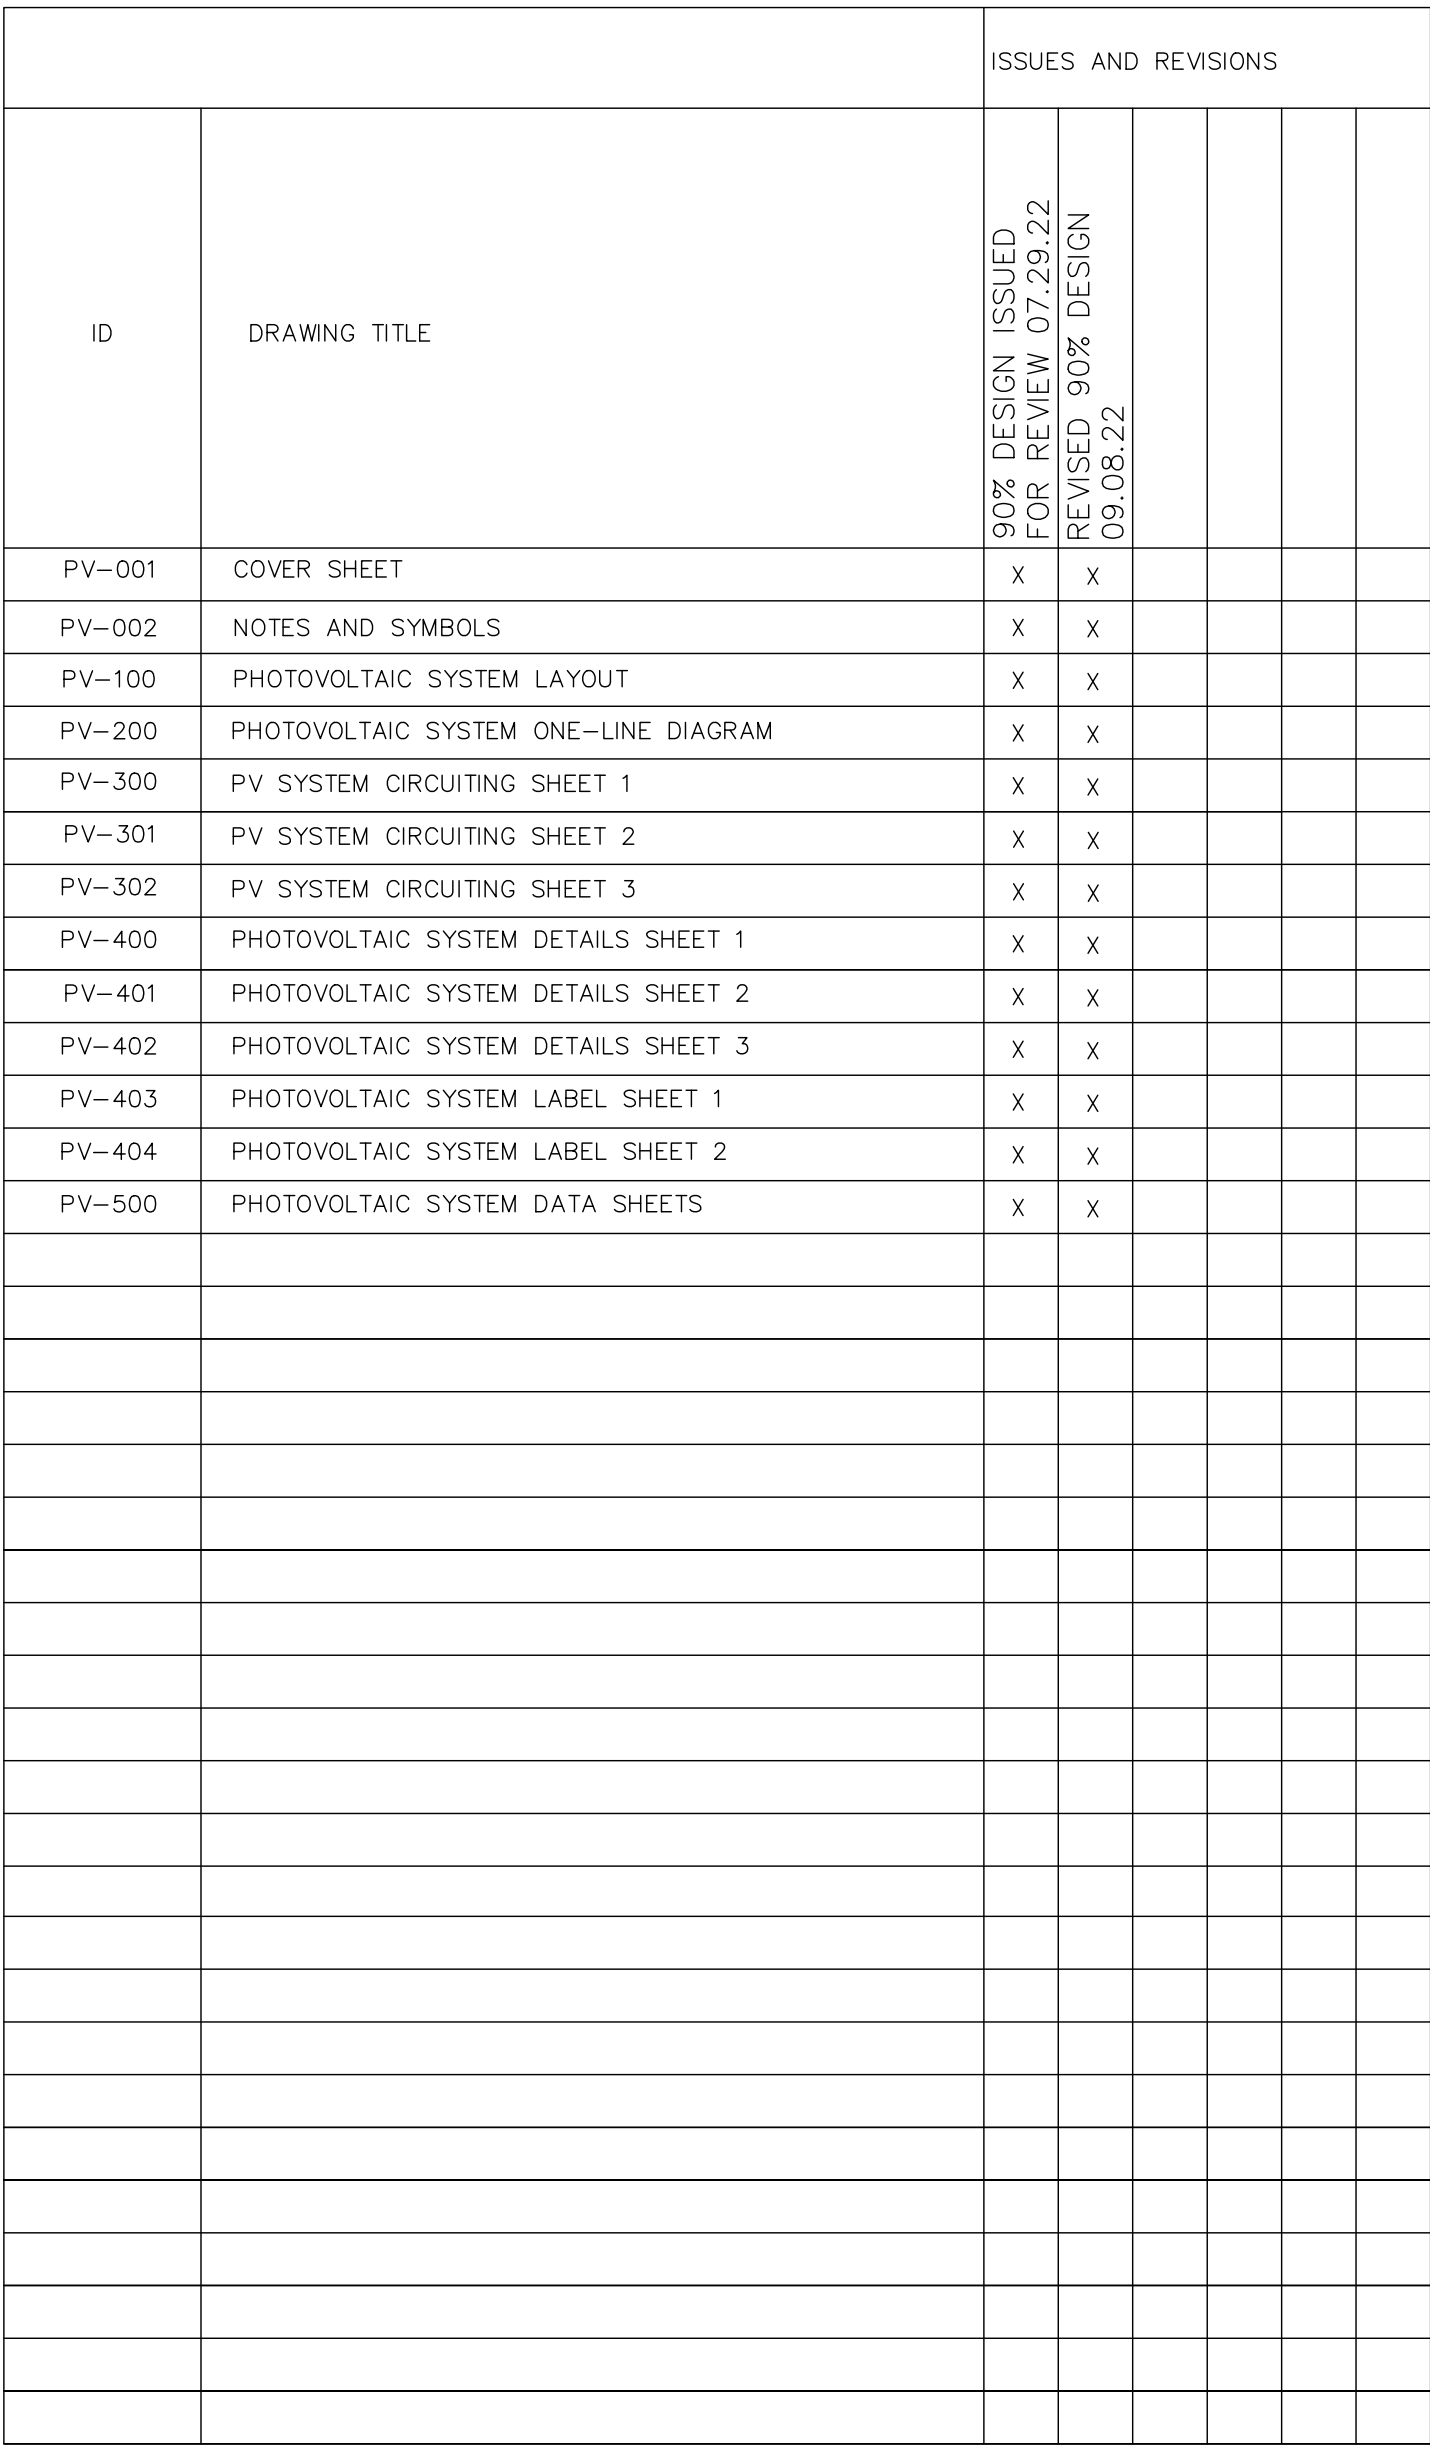 ISSUES AND REVISIONS
ID
DRAWING TITLE
90% DESIGN ISSUED
FOR REVIEW 07.29.22
REVISED 90% DESIGN
09.08.22
PV-001 COVER SHEET X X
PV-002 NOTES AND SYMBOLS X X
PV-100 PHOTOVOLTAIC SYSTEM LAYOUT X X
PV-200 PHOTOVOLTAIC SYSTEM ONE-LINE DIAGRAM X X
PV-300 PV SYSTEM CIRCUITING SHEET 1 X X
PV-301 PV SYSTEM CIRCUITING SHEET 2 X X
PV-302 PV SYSTEM CIRCUITING SHEET 3 X X
PV-400 PHOTOVOLTAIC SYSTEM DETAILS SHEET 1 X X
PV-401 PHOTOVOLTAIC SYSTEM DETAILS SHEET 2 X X
PV-402 PHOTOVOLTAIC SYSTEM DETAILS SHEET 3 X X
PV-403 PHOTOVOLTAIC SYSTEM LABEL SHEET 1 X X
PV-404 PHOTOVOLTAIC SYSTEM LABEL SHEET 2 X X
PV-500 PHOTOVOLTAIC SYSTEM DATA SHEETS X X